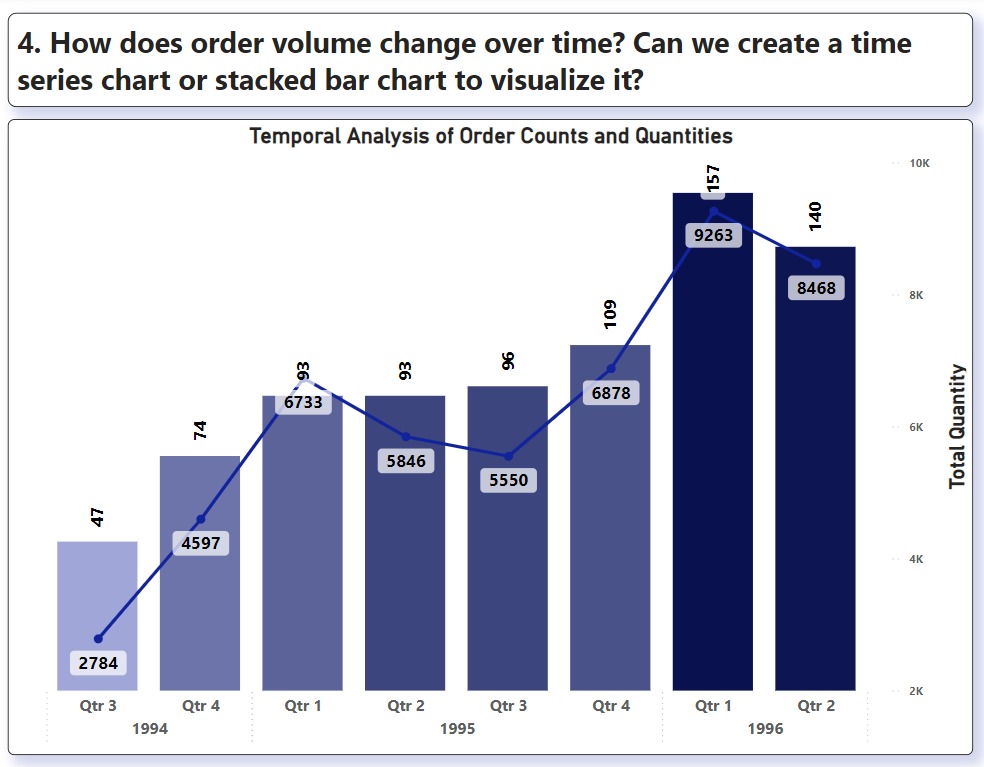 4. How does order volume change over time? Can we create a time
series chart or stacked bar chart to visualize it?
Temporal Analysis of Order Counts and Quantities
10K
8K
6K
4K
2K
Total Quantity
47
74
93
93
96
109
157
140
2784
4597
6733
5846
5550
6878
9263
8468
Qtr 3 Qtr 4 Qtr 1 Qtr 2 Qtr 3 Qtr 4 Qtr 1 Qtr 2
1994 1995 1996